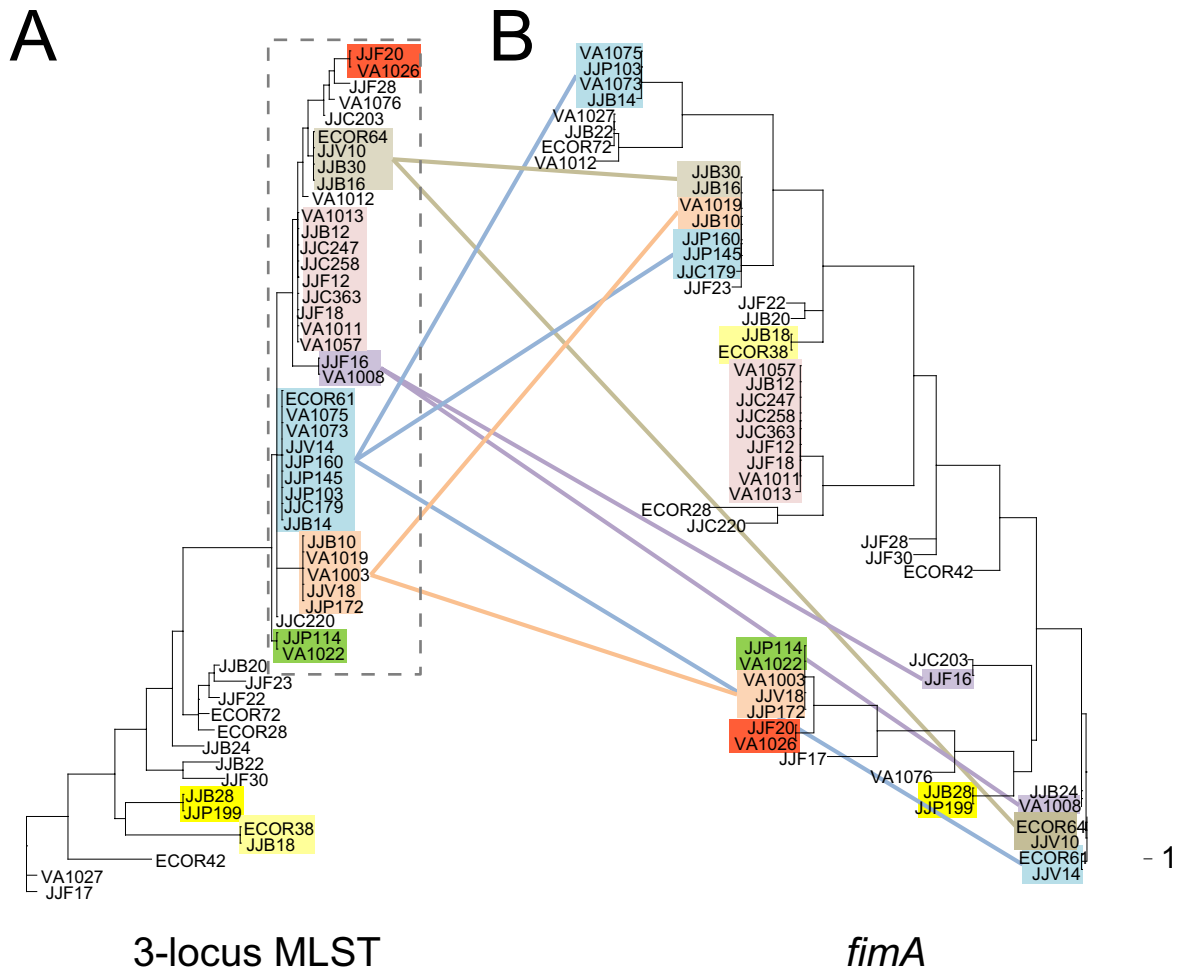 A
JJF20
VA1026
JJF28
VA1076
JJC203
ECOR64
JJV10
JJB30
JJB16
VA1012
VA1013
JJB12
JJC247
JJC258
JJF12
JJC363
JJF18
VA1011
VA1057
JJF16
VA1008
ECOR61
VA1075
VA1073
JJV14
JJP160
JJP145
JJP103
JJC179
JJB14
JJB10
VA1019
VA1003
JJV18
JJP172
JJC220
JJP114
VA1022
JJB20
JJF23
JJF22
ECOR72
ECOR28
JJB24
JJB22
JJF30
JJB28
JJP199
ECOR38
JJB18
ECOR42
VA1027
JJF17
3-locus MLST
B
VA1075
JJP103
VA1073
JJB14
VA1027
JJB22
ECOR72
VA1012
JJB30
JJB16
VA1019
JJB10
JJP160
JJP145
JJC179
JJF23
JJF22
JJB20
JJB18
ECOR38
VA1057
JJB12
JJC247
JJC258
JJC363
JJF12
JJF18
VA1011
VA1013
ECOR28
JJC220
JJF28
JJF30
ECOR42
JJP114
VA1022
VA1003
JJV18
JJP172
JJF20
VA1026
JJF17
JJC203
JJF16
VA1076
JJB28
JJP199
JJB24
VA1008
ECOR64
JJV10
ECOR61
JJV14
1
fimA